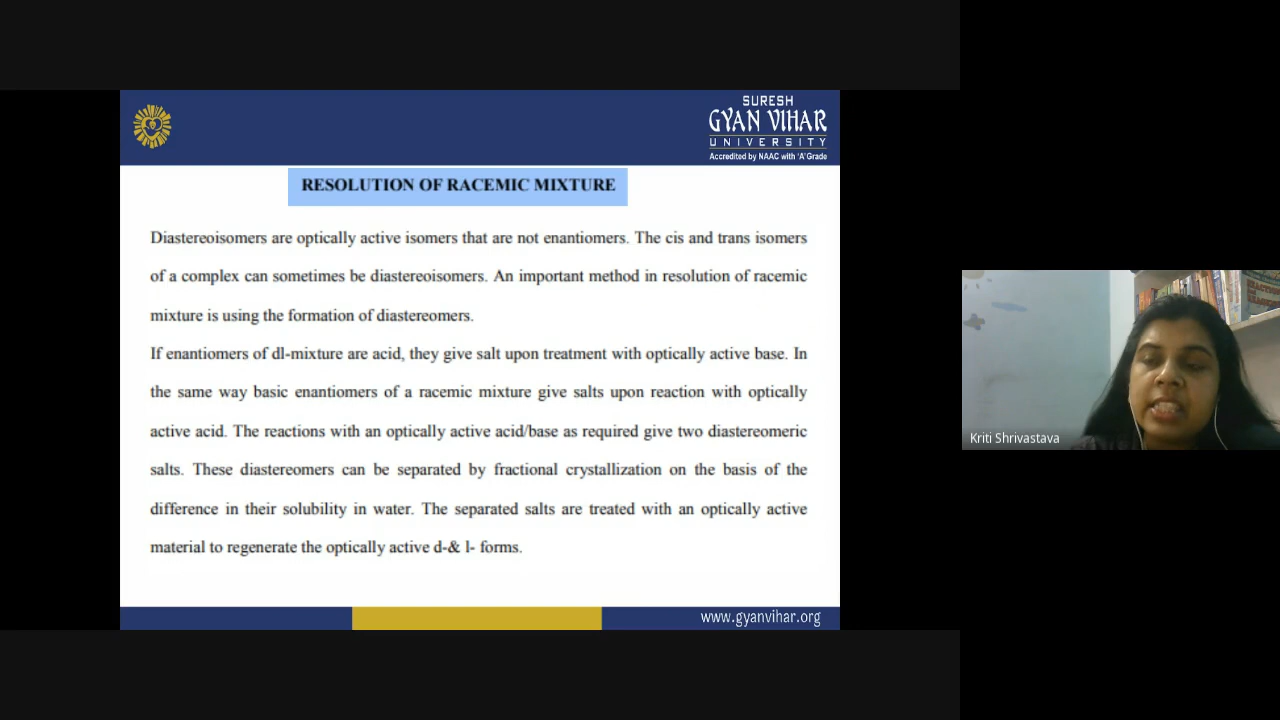 SURESH
GYAN VIHAR
UNIVERSITY
Accredited by NAAC with 'A' Grade
RESOLUTION OF RACEMIC MIXTURE
Diastereoisomers are optically active isomers that are not enantiomers. The cis and trans isomers
of a complex can sometimes be diastereoisomers. An important method in resolution of racemic
mixture is using the formation of diastereomers.
If enantiomers of dl-mixture are acid, they give salt upon treatment with optically active base. In
the same way basic enantiomers of a racemic mixture give salts upon reaction with optically
active acid. The reactions with an optically active acid/base as required give two diastereomeric
salts. These diastereomers can be separated by fractional crystallization on the basis of the
difference in their solubility in water. The separated salts are treated with an optically active
material to regenerate the optically active d-& l- forms.
www.gyanvihar.org
Kriti Shrivastava